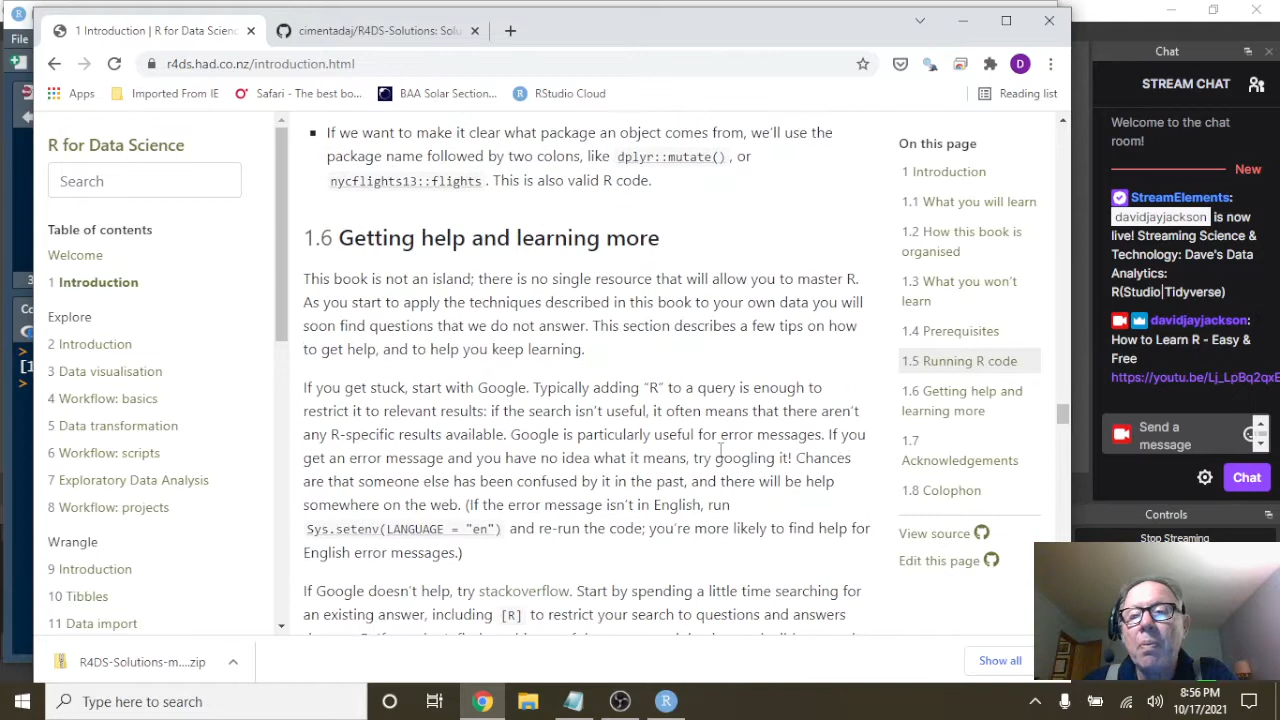 File
1 Introduction | R for Data Scienc
cimentadaj/R4DS-Solutions: Solu
r4ds.had.co.nz/introduction.html
D
Apps
Imported From IE
Safari - The best bo...
BAA Solar Section...
RStudio Cloud
Reading list
R for Data Science
Search
Table of contents
Welcome
1 Introduction
Explore
2 Introduction
3 Data visualisation
4 Workflow: basics
5 Data transformation
6 Workflow: scripts
7 Exploratory Data Analysis
8 Workflow: projects
Wrangle
9 Introduction
10 Tibbles
11 Data import
If we want to make it clear what package an object comes from, we'll use the
package name followed by two colons, like dplyr::mutate(), or
nycflights13::flights. This is also valid R code.
1.6 Getting help and learning more
This book is not an island; there is no single resource that will allow you to master R.
As you start to apply the techniques described in this book to your own data you will
soon find questions that we do not answer. This section describes a few tips on how
to get help, and to help you keep learning.
If you get stuck, start with Google. Typically adding “R” to a query is enough to
restrict it to relevant results: if the search isn't useful, it often means that there aren't
any R-specific results available. Google is particularly useful for error messages. If you
get an error message and you have no idea what it means, try googling it! Chances
are that someone else has been confused by it in the past, and there will be help
somewhere on the web. (If the error message isn't in English, run
Sys.setenv(LANGUAGE = "en") and re-run the code; you're more likely to find help for
English error messages.)
If Google doesn't help, try stackoverflow. Start by spending a little time searching for
an existing answer, including [R] to restrict your search to questions and answers
On this page
1 Introduction
1.1 What you will learn
1.2 How this book is
organised
1.3 What you won't
learn
1.4 Prerequisites
1.5 Running R code
1.6 Getting help and
learning more
1.7
Acknowledgements
1.8 Colophon
View source
Edit this page
Chat
STREAM CHAT
Welcome to the chat
room!
New
StreamElements:
davidjayjackson is now
live! Streaming Science &
Technology: Dave's Data
Analytics:
R(Studio|Tidyverse)
davidjayjackson:
How to Learn R - Easy &
Free
https://youtu.be/Lj_LpBq2qxE
Send a
message
Chat
Controls
Stop Streaming
R4DS-Solutions-m....zip
Show all
Type here to search
8:56 PM
10/17/2021